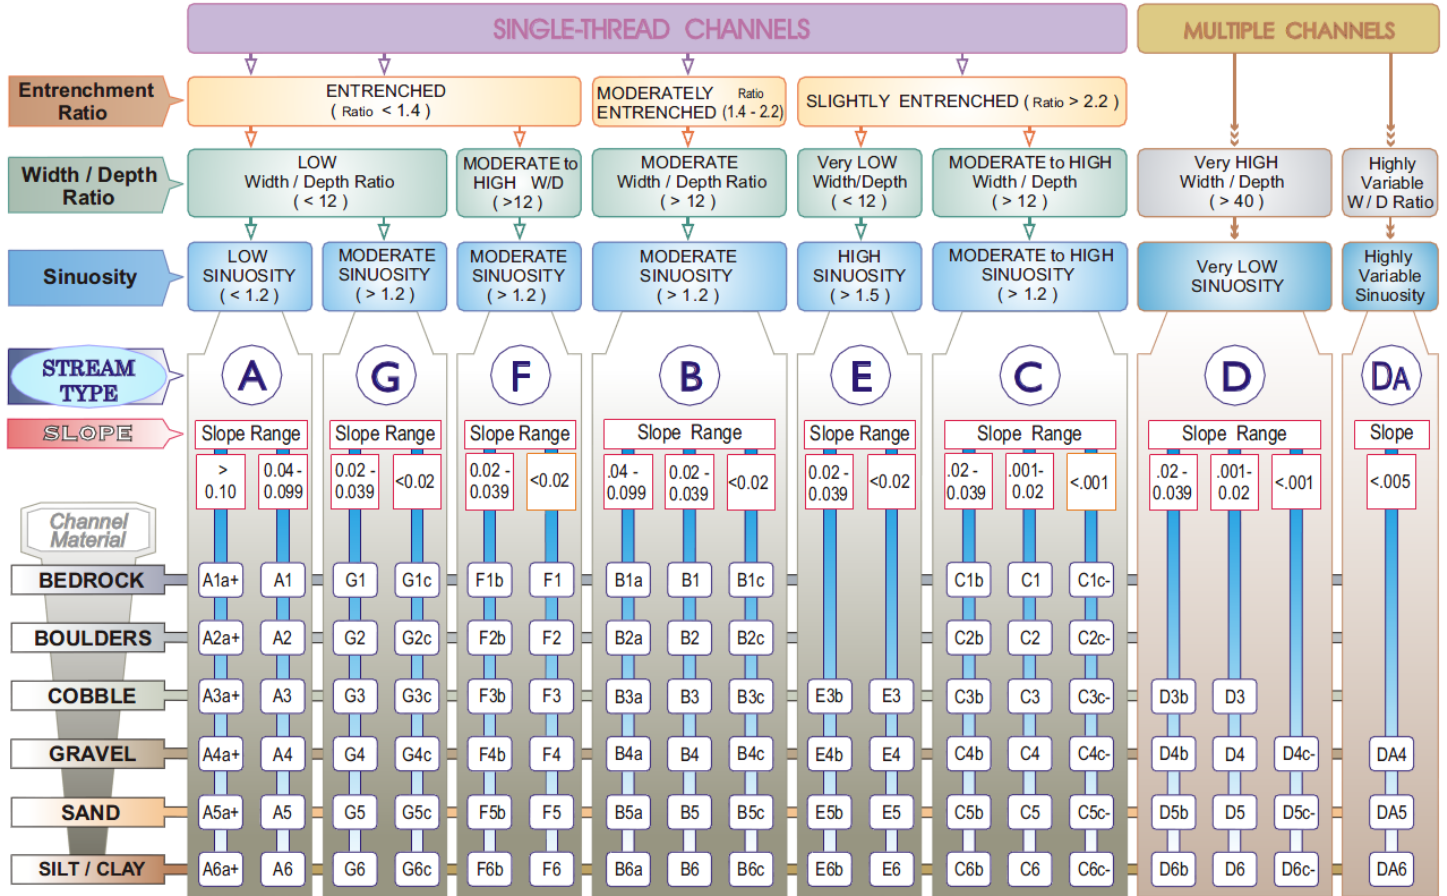 SINGLE-THREAD CHANNELS
MULTIPLE CHANNELS
Entrenchment
Ratio
ENTRENCHED
( Ratio < 1.4 )
MODERATELY Ratio
ENTRENCHED (1.4 - 2.2)
SLIGHTLY ENTRENCHED ( Ratio > 2.2 )
Width / Depth
Ratio
LOW
Width / Depth Ratio
( < 12 )
MODERATE to
HIGH W/D
( >12 )
MODERATE
Width / Depth Ratio
( > 12 )
Very LOW
Width/Depth
( < 12 )
MODERATE to HIGH
Width / Depth
( > 12 )
Very HIGH
Width / Depth
( > 40 )
Highly
Variable
W / D Ratio
Sinuosity
LOW
SINUOSITY
( < 1.2 )
MODERATE
SINUOSITY
( > 1.2 )
MODERATE
SINUOSITY
( > 1.2 )
MODERATE
SINUOSITY
( > 1.2 )
HIGH
SINUOSITY
( > 1.5 )
MODERATE to HIGH
SINUOSITY
( > 1.2 )
Very LOW
SINUOSITY
Highly
Variable
Sinuosity
STREAM
TYPE
A G F B E C D DA
SLOPE
Slope Range Slope Range Slope Range Slope Range Slope Range Slope Range Slope Range Slope
>
0.10
0.04 -
0.099
0.02 -
0.039
<0.02
0.02 -
0.039
<0.02
.04 -
0.099
0.02 -
0.039
<0.02
0.02 -
0.039
<0.02
.02 -
0.039
.001-
0.02
<.001
.02 -
0.039
.001-
0.02
<.001
<.005
Channel
Material
BEDROCK A1a+ A1 G1 G1c F1b F1 B1a B1 B1c C1b C1 C1c-
BOULDERS A2a+ A2 G2 G2c F2b F2 B2a B2 B2c C2b C2 C2c-
COBBLE A3a+ A3 G3 G3c F3b F3 B3a B3 B3c E3b E3 C3b C3 C3c- D3b D3
GRAVEL A4a+ A4 G4 G4c F4b F4 B4a B4 B4c E4b E4 C4b C4 C4c- D4b D4 D4c- DA4
SAND A5a+ A5 G5 G5c F5b F5 B5a B5 B5c E5b E5 C5b C5 C5c- D5b D5 D5c- DA5
SILT / CLAY A6a+ A6 G6 G6c F6b F6 B6a B6 B6c E6b E6 C6b C6 C6c- D6b D6 D6c- DA6